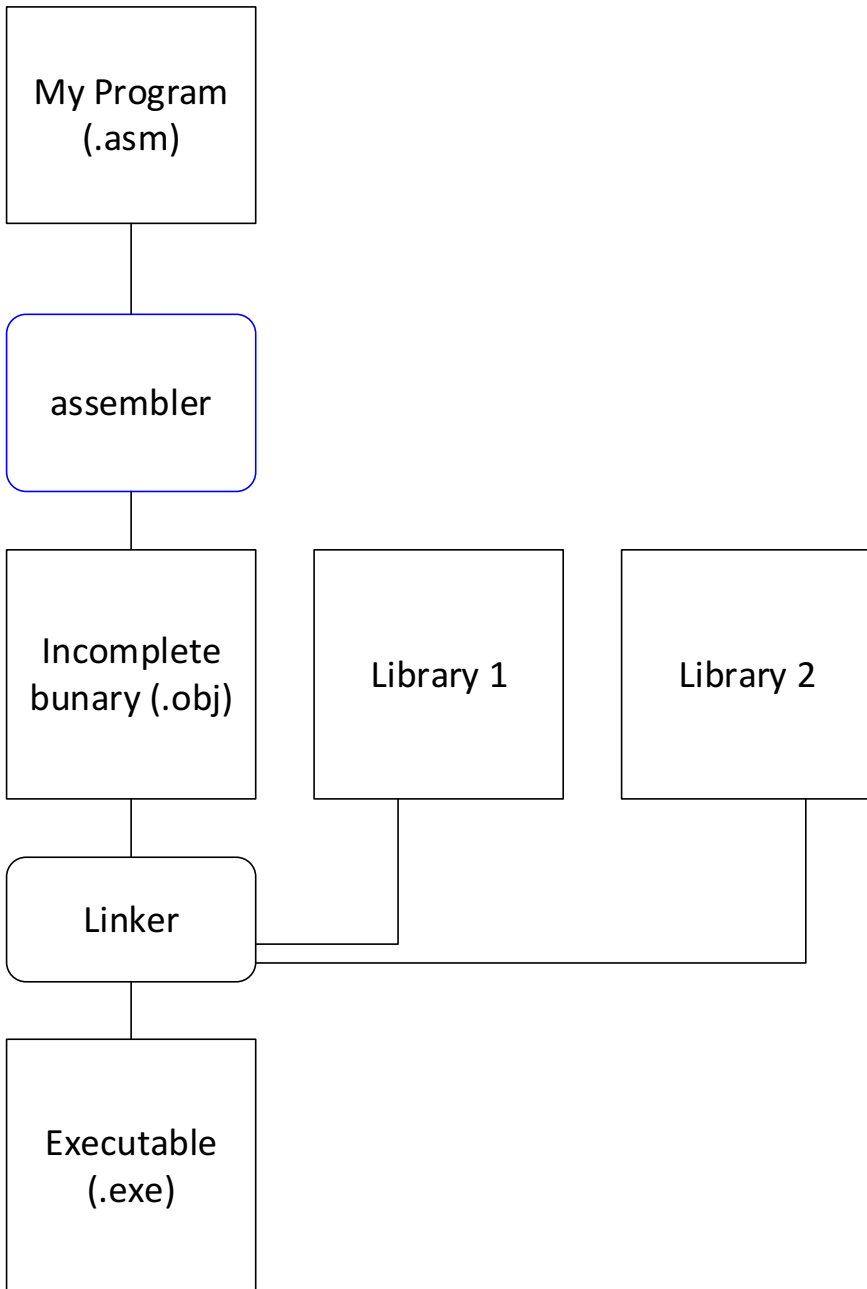 My Program
(.asm)
assembler
Incomplete
bunary (.obj)
Library 1
Library 2
Linker
Executable
(.exe)